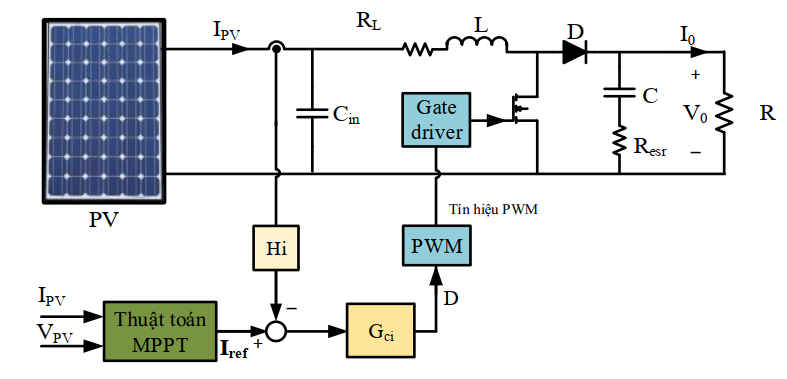 I_PV
R_L
L
D
I_0
C_in
Gate
driver
C
+
V_0
−
R
R_esr
PV
Tín hiệu PWM
Hi
PWM
−
D
I_PV
V_PV
Thuật toán
MPPT
I_ref
+
G_ci